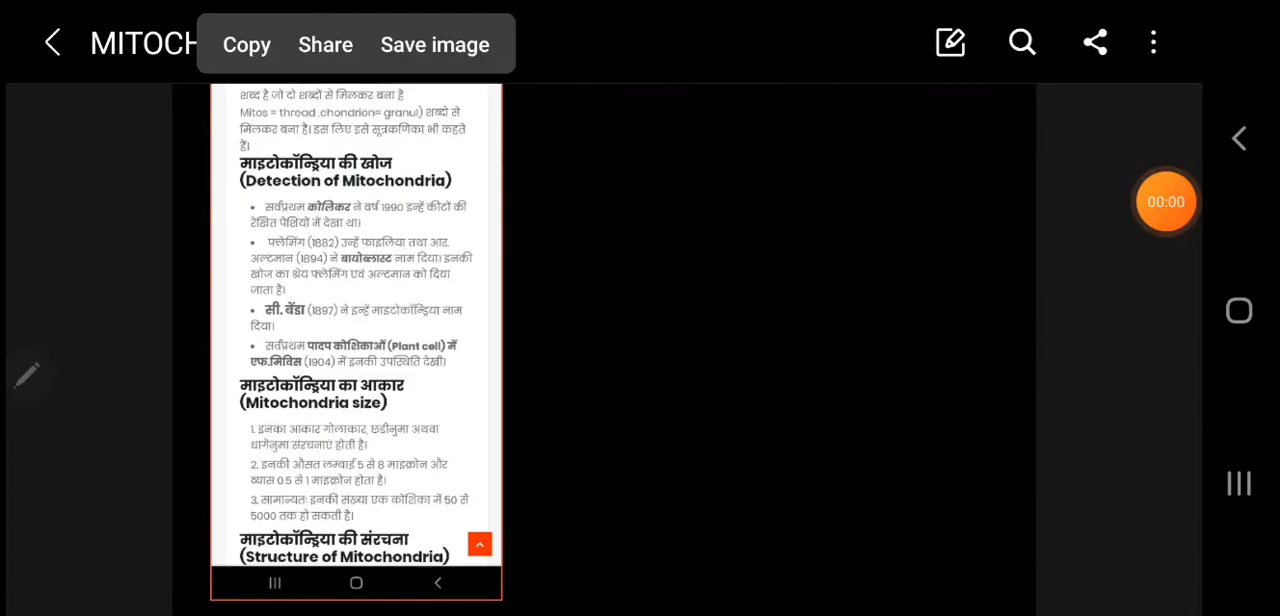 MITOCH
Copy
Share
Save image
00:00
शब्द है जो दो शब्दों से मिलकर बना है
Mitos = thread ,chondrion= granul) शब्दो से
मिलकर बना है। इस लिए इसे सूत्रकणिका भी कहते
हैं।
माइटोकॉन्ड्रिया की खोज
(Detection of Mitochondria)
• सर्वप्रथम कोलिकर ने वर्ष 1990 इन्हें कीटों की
रेखित पेशियों में देखा था।
• फ्लेमिंग (1882) उन्हें फाइलिया तथा आर.
अल्टमान (1894) ने बायोब्लास्ट नाम दिया। इनकी
खोज का श्रेय फ्लेमिंग एवं अल्टमान को दिया
जाता है।
• सी. बेंडा (1897) ने इन्हें माइटोकॉन्ड्रिया नाम
दिया।
• सर्वप्रथम पादप कोशिकाओं (Plant cell) में
एफ.मिविस (1904) में इनकी उपस्थिति देखी।
माइटोकॉन्ड्रिया का आकार
(Mitochondria size)
1. इनका आकार गोलाकार, छडीनुमा अथवा
धागेनुमा संरचनाएं होती है।
2. इनकी औसत लम्बाई 5 से 8 माइक्रोन और
व्यास 0.5 से 1 माइक्रोन होता है।
3. सामान्यतः इनकी संख्या एक कोशिका में 50 से
5000 तक हो सकती है।
माइटोकॉन्ड्रिया की संरचना
(Structure of Mitochondria)